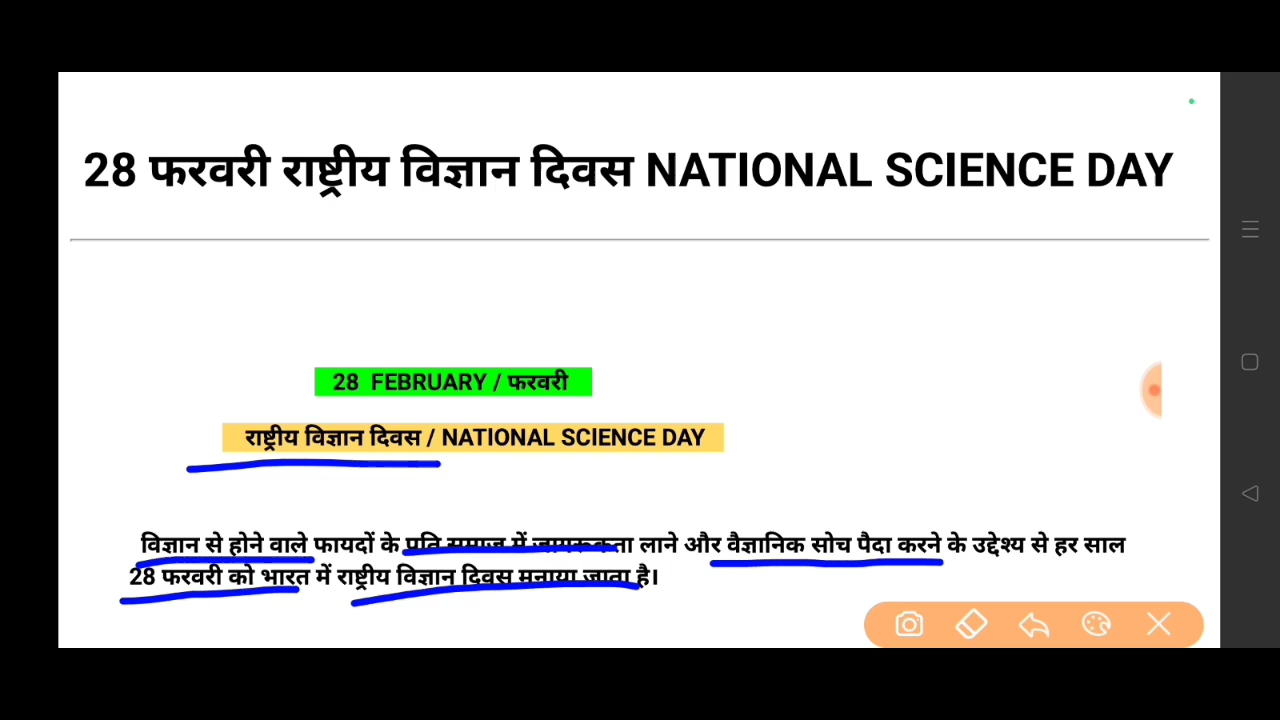 28 फरवरी राष्ट्रीय विज्ञान दिवस NATIONAL SCIENCE DAY
28 FEBRUARY / फरवरी
राष्ट्रीय विज्ञान दिवस / NATIONAL SCIENCE DAY
विज्ञान से होने वाले फायदों के प्रति समाज में जागरूकता लाने और वैज्ञानिक सोच पैदा करने के उद्देश्य से हर साल
28 फरवरी को भारत में राष्ट्रीय विज्ञान दिवस मनाया जाता है।